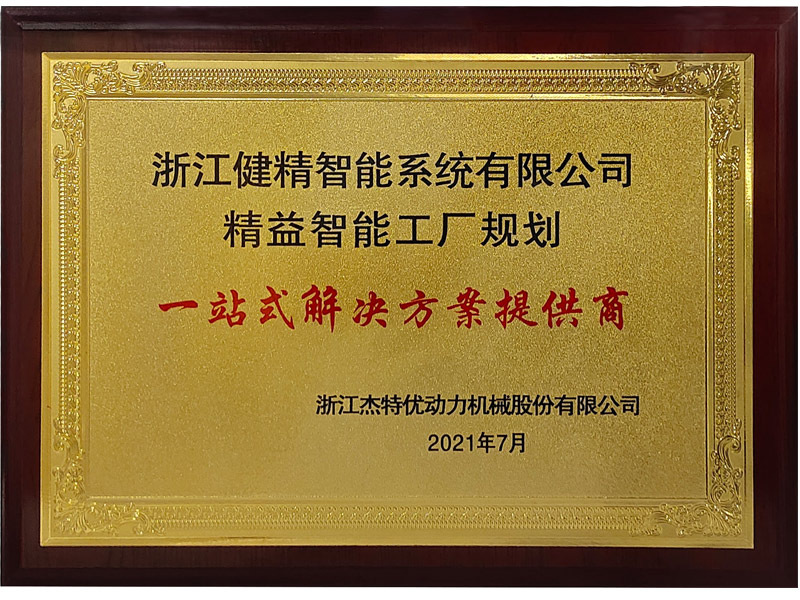 浙江健精智能系统有限公司
精益智能工厂规划
一站式解决方案提供商
浙江杰特优动力机械股份有限公司
2021年7月